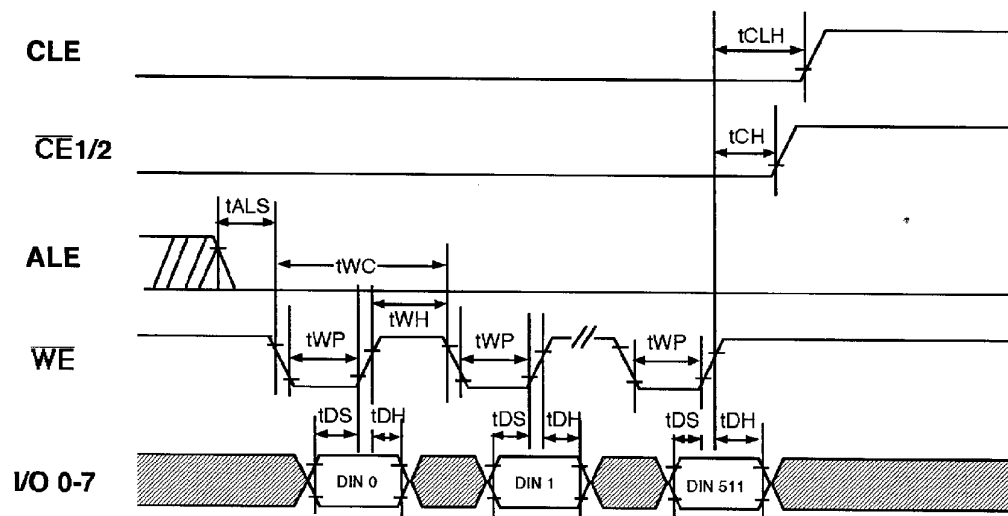 CLE
tCLH
CE1/2
tCH
tALS
ALE
tWC
tWH
WE
tWP
tWP
tWP
tDS
tDH
tDS
tDH
tDS
tDH
I/O 0-7
DIN 0
DIN 1
DIN 511